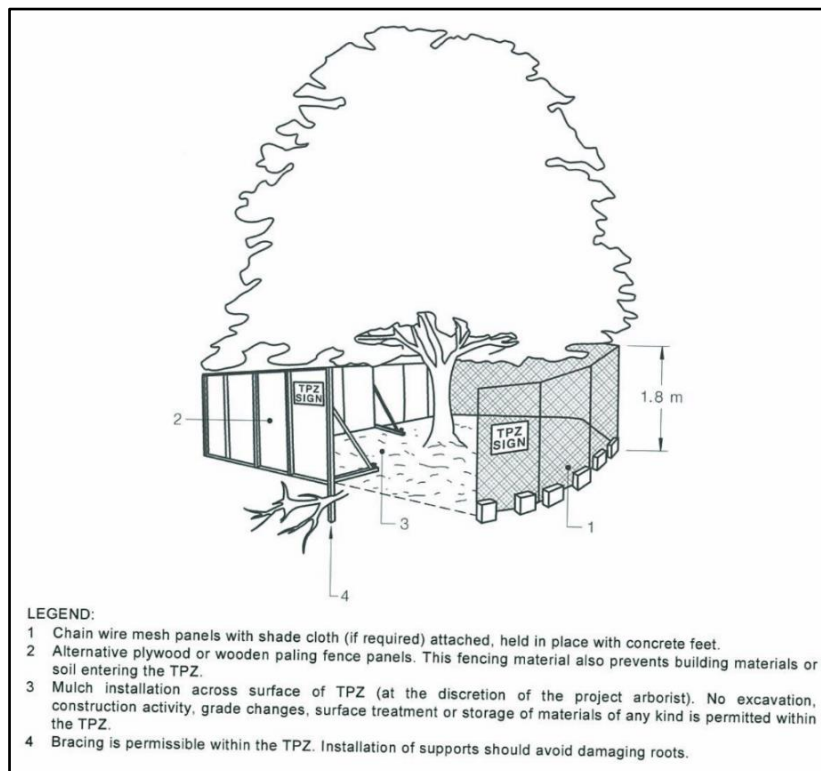 TPZ
SIGN
1.8 m
TPZ
SIGN
2
3
1
4
LEGEND:
1 Chain wire mesh panels with shade cloth (if required) attached, held in place with concrete feet.
2 Alternative plywood or wooden paling fence panels. This fencing material also prevents building materials or
soil entering the TPZ.
3 Mulch installation across surface of TPZ (at the discretion of the project arborist). No excavation,
construction activity, grade changes, surface treatment or storage of materials of any kind is permitted within
the TPZ.
4 Bracing is permissible within the TPZ. Installation of supports should avoid damaging roots.